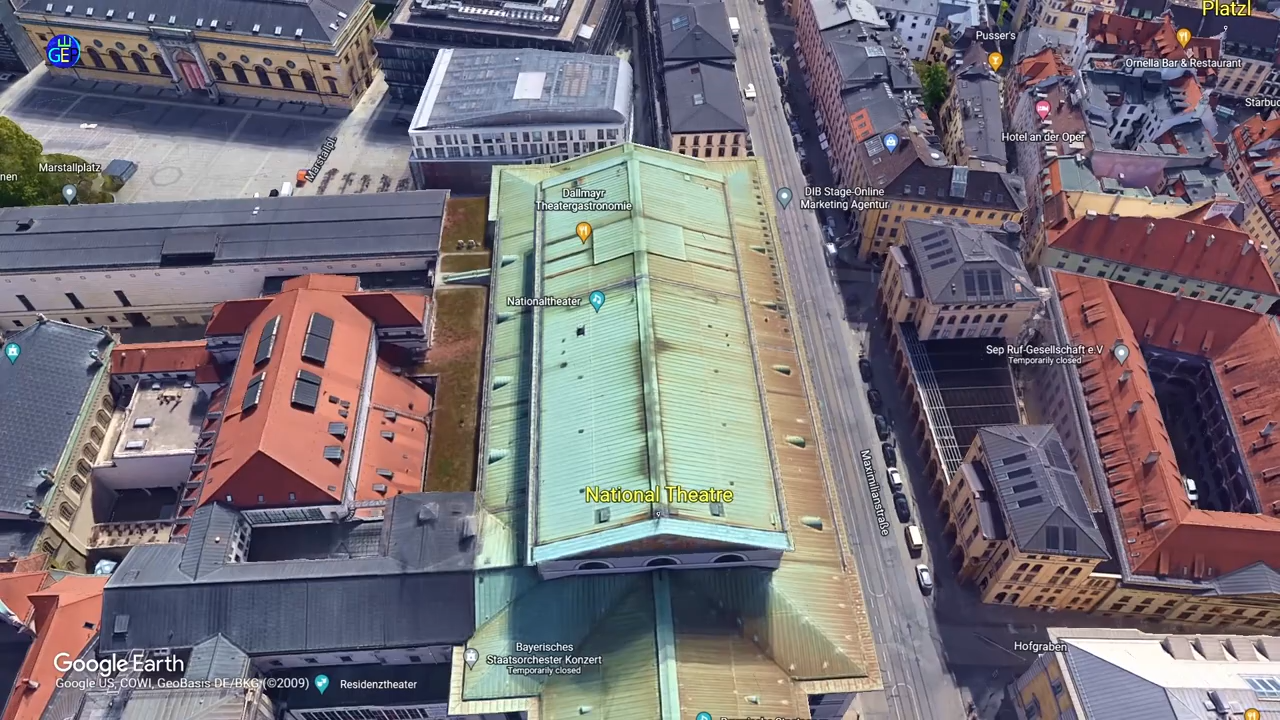 Platzl
Pusser's
Ornella Bar & Restaurant
GEP
Starbuc
Hotel an der Oper
Marstallpl.
Marstallplatz
nen
Dallmayr
Theatergastronomie
DIB Stage-Online
Marketing Agentur
Nationaltheater
Sep Ruf-Gesellschaft e.V
Temporarily closed
National Theatre
Maximilianstraße
Bayerisches
Staatsorchester Konzert
Temporarily closed
Hofgraben
Google Earth
Google US, COWI, GeoBasis DE/BKG (©2009)
Residenztheater